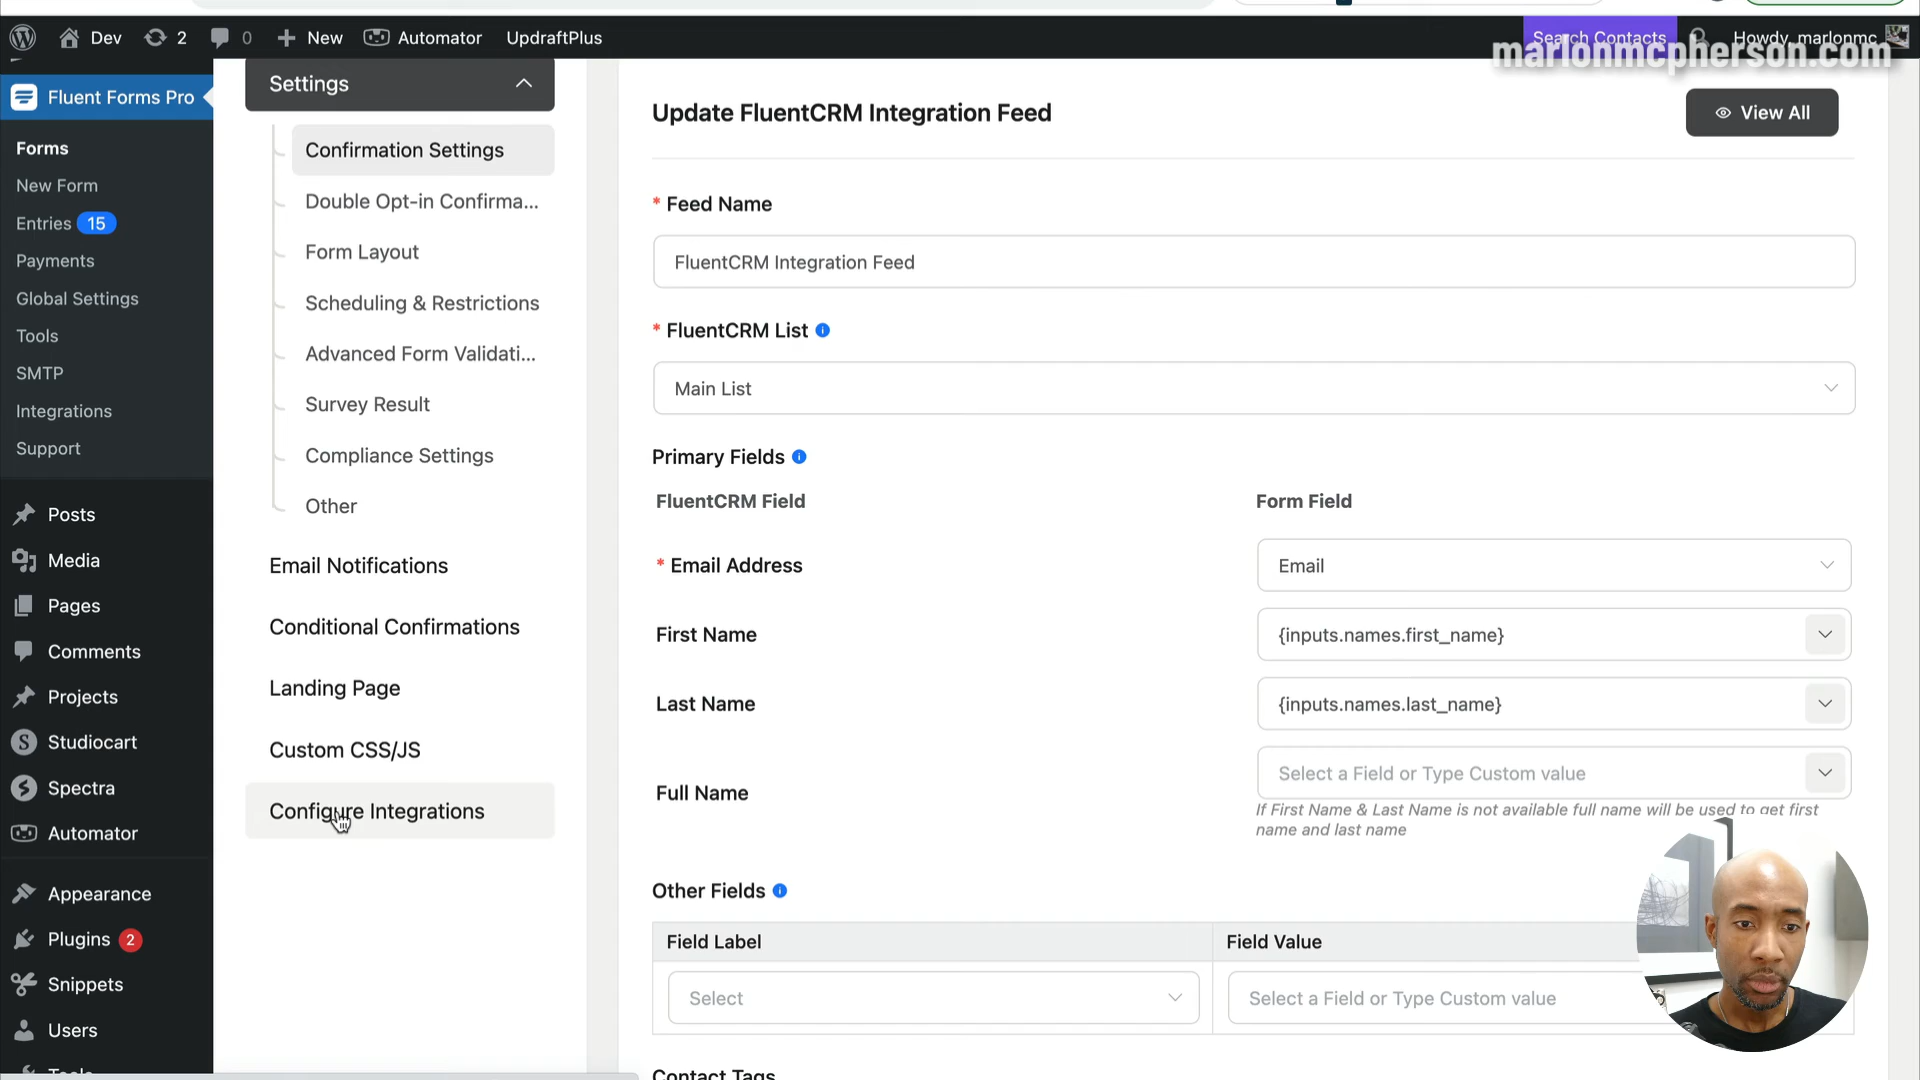 Dev
2
0
New
Automator
UpdraftPlus
Search Contacts
Howdy, marlonmc
marlonmcpherson.com
Fluent Forms Pro
Forms
New Form
Entries 15
Payments
Global Settings
Tools
SMTP
Integrations
Support
Posts
Media
Pages
Comments
Projects
Studiocart
Spectra
Automator
Appearance
Plugins 2
Snippets
Users
Tools
Settings
Confirmation Settings
Double Opt-in Confirma...
Form Layout
Scheduling & Restrictions
Advanced Form Validati...
Survey Result
Compliance Settings
Other
Email Notifications
Conditional Confirmations
Landing Page
Custom CSS/JS
Configure Integrations
Update FluentCRM Integration Feed
View All
* Feed Name
FluentCRM Integration Feed
* FluentCRM List
Main List
Primary Fields
FluentCRM Field
Form Field
* Email Address
Email
First Name
{inputs.names.first_name}
Last Name
{inputs.names.last_name}
Full Name
Select a Field or Type Custom value
If First Name & Last Name is not available full name will be used to get first
name and last name
Other Fields
Field Label
Field Value
Select
Select a Field or Type Custom value
Contact Tags